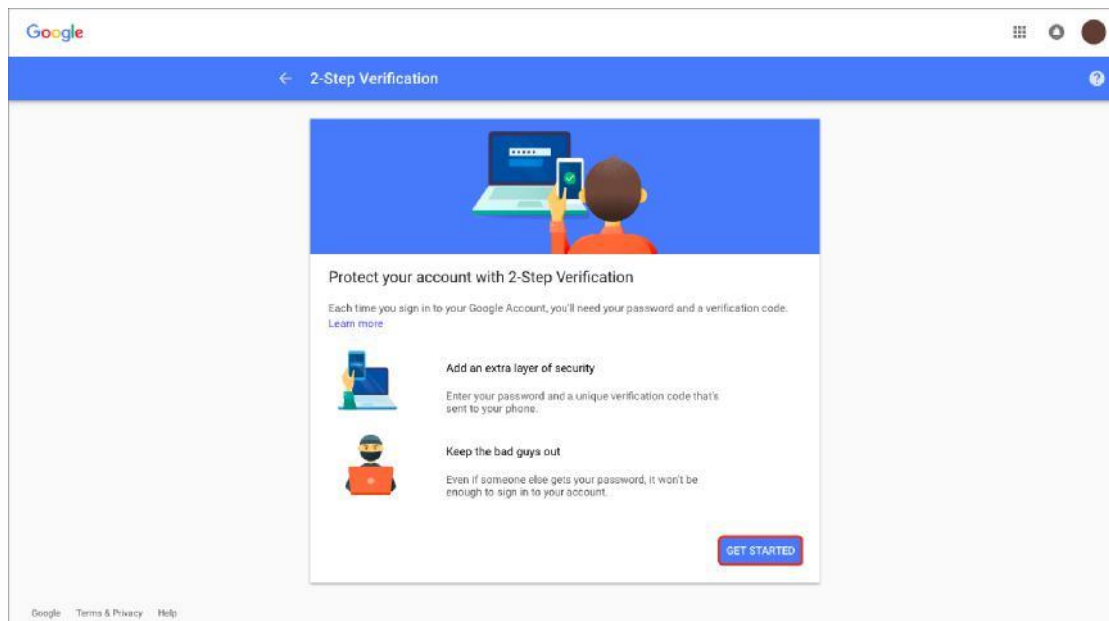 Google
2-Step Verification
Protect your account with 2-Step Verification
Each time you sign in to your Google Account, you'll need your password and a verification code.
Learn more
Add an extra layer of security
Enter your password and a unique verification code that's
sent to your phone.
Keep the bad guys out
Even if someone else gets your password, it won't be
enough to sign in to your account.
GET STARTED
Google Terms & Privacy Help